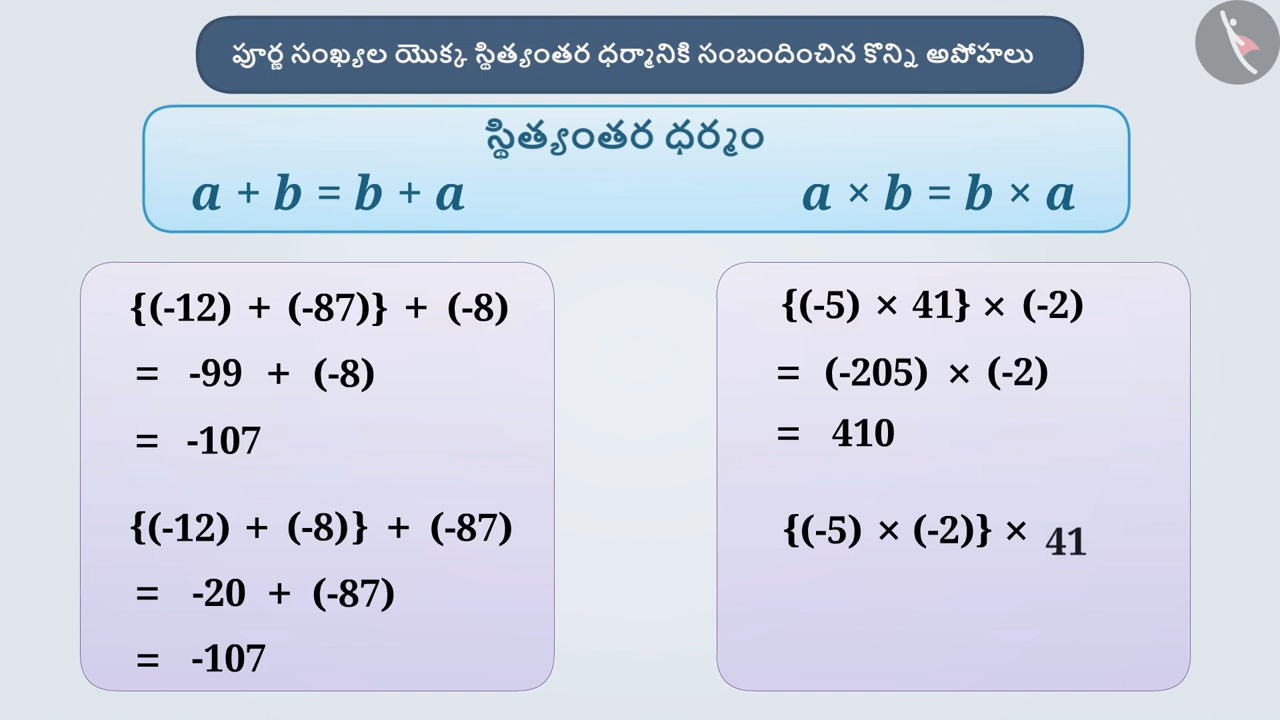 పూర్ణ సంఖ్యల యొక్క స్థిత్యంతర ధర్మానికి సంబందించిన కొన్ని అపోహలు
స్థిత్యంతర ధర్మం
a + b = b + a
a × b = b × a
{(-12) + (-87)} + (-8)
= -99 + (-8)
= -107
{(-12) + (-8)} + (-87)
= -20 + (-87)
= -107
{(-5) × 41} × (-2)
= (-205) × (-2)
= 410
{(-5) × (-2)} × 41